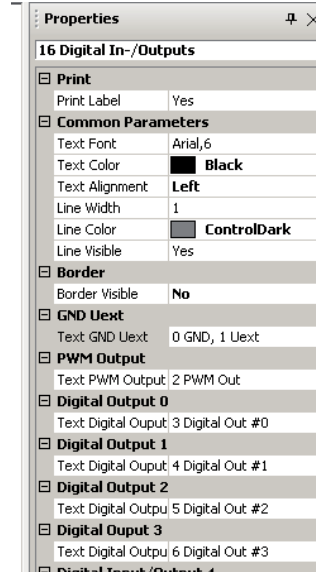 Properties
16 Digital In-/Outputs
Print
Print Label Yes
Common Parameters
Text Font Arial,6
Text Color Black
Text Alignment Left
Line Width 1
Line Color ControlDark
Line Visible Yes
Border
Border Visible No
GND Uext
Text GND Uext 0 GND, 1 Uext
PWM Output
Text PWM Output 2 PWM Out
Digital Output 0
Text Digital Ouput 3 Digital Out #0
Digital Output 1
Text Digital Ouput 4 Digital Out #1
Digital Output 2
Text Digital Outpu 5 Digital Out #2
Digital Ouput 3
Text Digital Outpu 6 Digital Out #3
Digital Input/Output 4